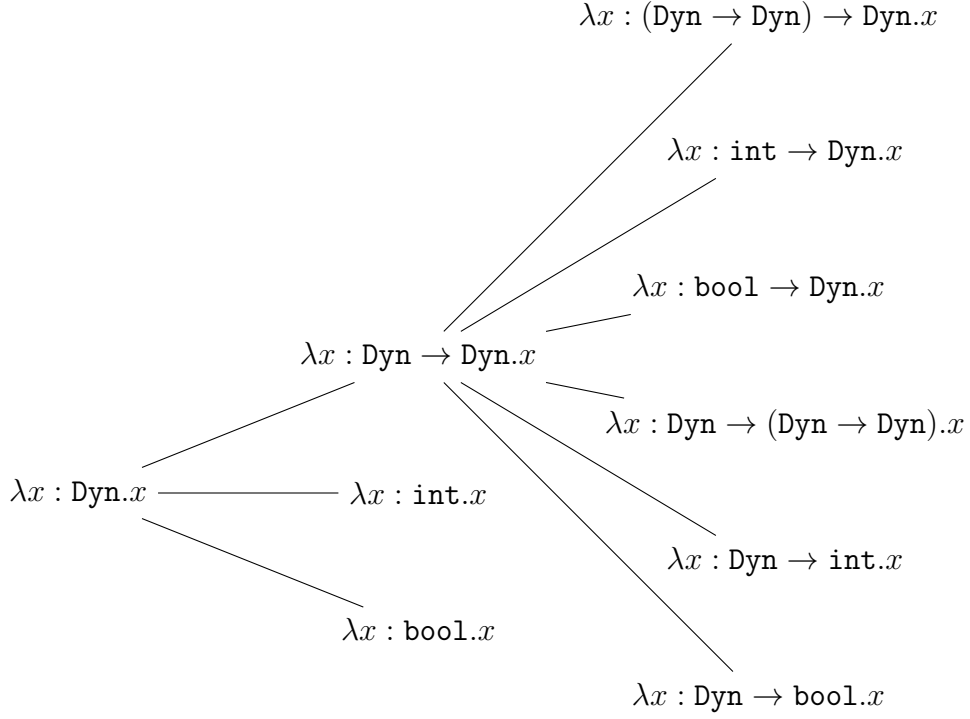 λx : (Dyn → Dyn) → Dyn.x
λx : int → Dyn.x
λx : bool → Dyn.x
λx : Dyn → Dyn.x
λx : Dyn → (Dyn → Dyn).x
λx : Dyn.x
λx : int.x
λx : Dyn → int.x
λx : bool.x
λx : Dyn → bool.x